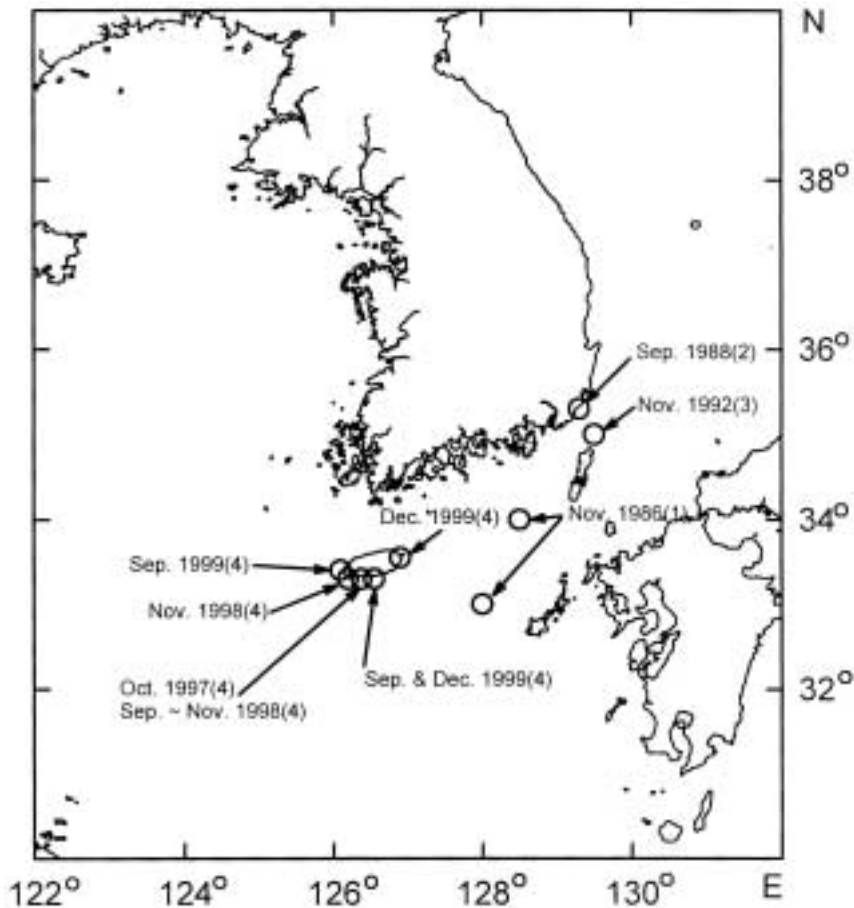 N
38°
36°
Sep. 1988(2)
Nov. 1992(3)
34°
Dec. 1999(4)
Nov. 1986(1)
Sep. 1999(4)
Nov. 1998(4)
Oct. 1997(4)
Sep. ~ Nov. 1998(4)
Sep. & Dec. 1999(4)
32°
122°
124°
126°
128°
130°
E